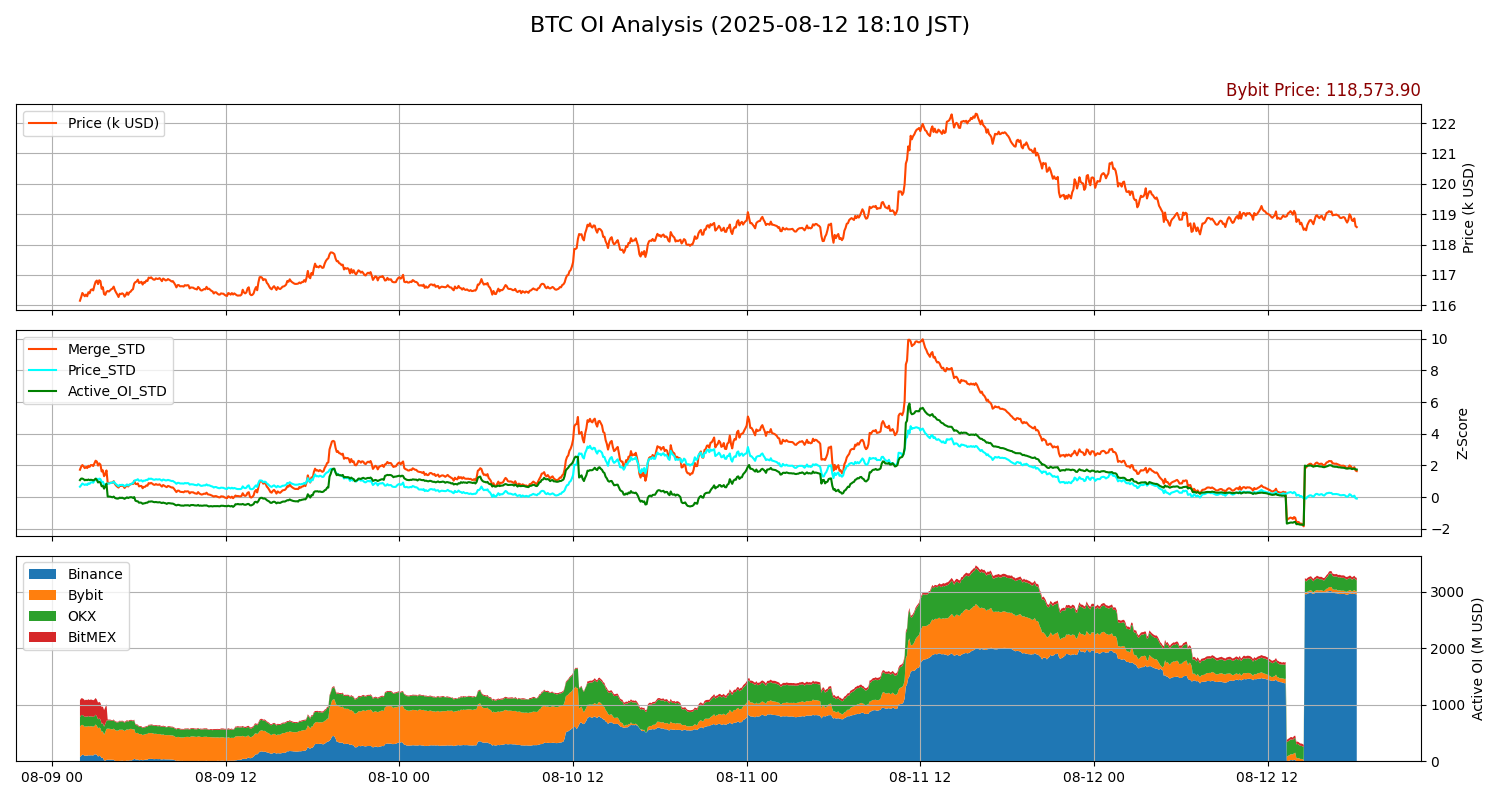 BTC OI Analysis (2025-08-12 18:10 JST)
Bybit Price: 118,573.90
Price (k USD)
122
121
120
119
118
117
116
Price (k USD)
Merge_STD
Price_STD
Active_OI_STD
10
8
6
4
2
0
−2
Z-Score
Binance
Bybit
OKX
BitMEX
3000
2000
1000
0
Active OI (M USD)
08-09 00 08-09 12 08-10 00 08-10 12 08-11 00 08-11 12 08-12 00 08-12 12